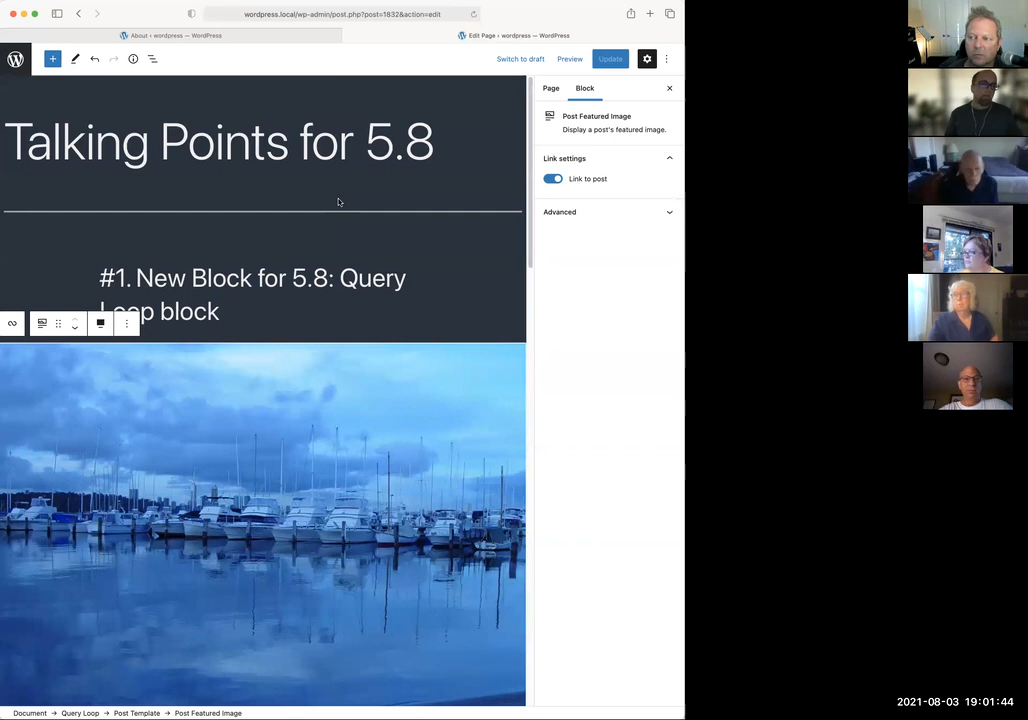 wordpress.local/wp-admin/post.php?post=1832&action=edit
About ‹ wordpress — WordPress
Edit Page ‹ wordpress — WordPress
Switch to draft
Preview
Update
Page
Block
Talking Points for 5.8
Post Featured Image
Display a post's featured image.
Link settings
Link to post
Advanced
#1. New Block for 5.8: Query
Loop block
Document → Query Loop → Post Template → Post Featured Image
2021-08-03 19:01:44